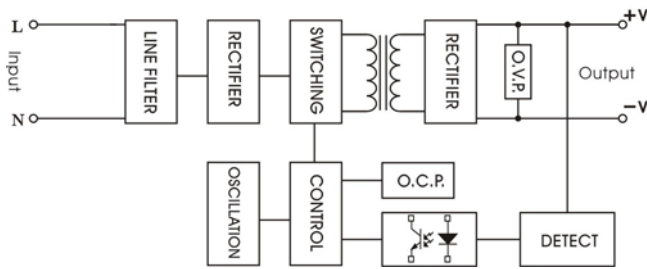 L
Input
N
LINE FILTER
RECTIFIER
SWITCHING
RECTIFIER
O.V.P.
+V
Output
-V
OSCILLATION
CONTROL
O.C.P.
DETECT